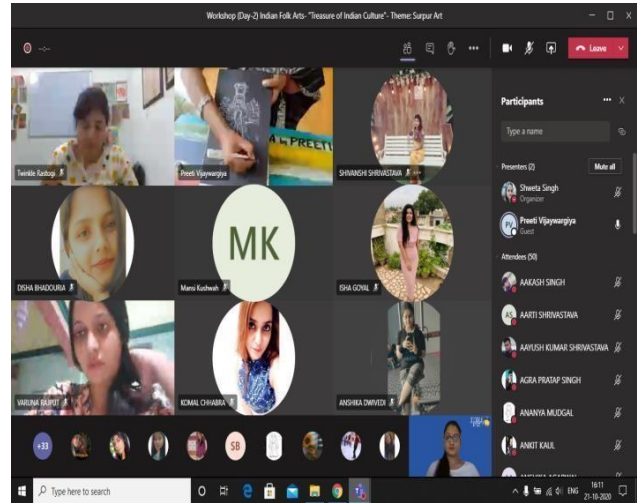 Workshop (Day-2) Indian Folk Arts- "Treasure of Indian Culture"- Theme: Surpur Art
--:--
Leave
Twinkle Rastogi
Preeti Vijaywargiya
SHIVANSHI SHRIVASTAVA
DISHA BHADOURIA
MK
Mansi Kushwah
ISHA GOYAL
VARUNA RAJPUT
KOMAL CHHABRA
ANSHIKA DWIVEDI
+33
SB
Participants
Type a name
Presenters (2)
Mute all
Shweta Singh
Organizer
PV
Preeti Vijaywargiya
Guest
Attendees (50)
AAKASH SINGH
AS
AARTI SHRIVASTAVA
AAYUSH KUMAR SHRIVASTAVA
AGRA PRATAP SINGH
ANANYA MUDGAL
ANKIT KAUL
Type here to search
ENG
16:11
21-10-2020